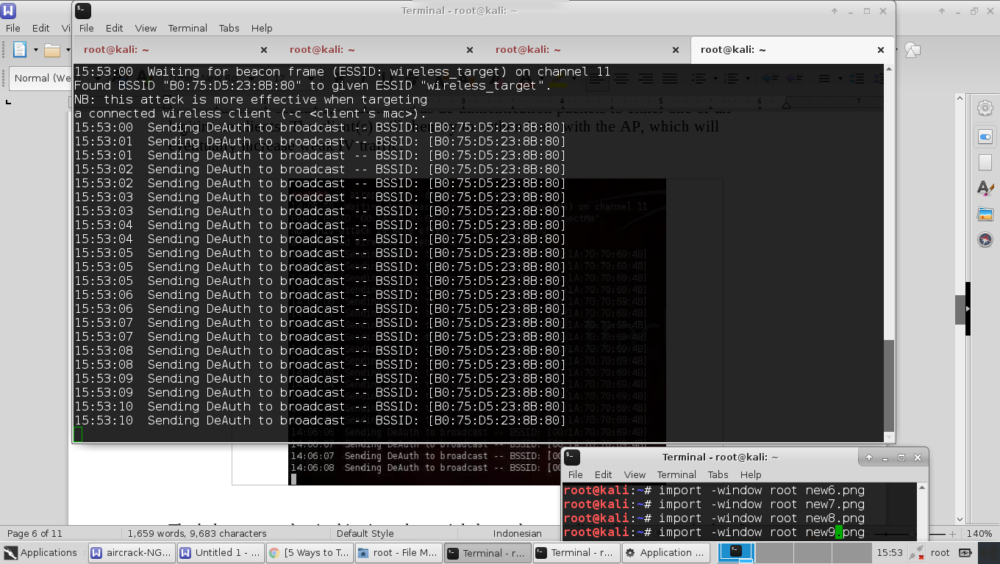 Terminal - root@kali: ~
File Edit View Terminal Tabs Help
File Edit Vi
root@kali: ~ root@kali: ~ root@kali: ~ root@kali: ~
Normal (We
15:53:00 Waiting for beacon frame (ESSID: wireless_target) on channel 11
Found BSSID "B0:75:D5:23:8B:80" to given ESSID "wireless_target".
NB: this attack is more effective when targeting
a connected wireless client (-c <client's mac>).
15:53:00 Sending DeAuth to broadcast -- BSSID: [B0:75:D5:23:8B:80]
15:53:01 Sending DeAuth to broadcast -- BSSID: [B0:75:D5:23:8B:80]
15:53:01 Sending DeAuth to broadcast -- BSSID: [B0:75:D5:23:8B:80]
15:53:02 Sending DeAuth to broadcast -- BSSID: [B0:75:D5:23:8B:80]
15:53:02 Sending DeAuth to broadcast -- BSSID: [B0:75:D5:23:8B:80]
15:53:03 Sending DeAuth to broadcast -- BSSID: [B0:75:D5:23:8B:80]
15:53:03 Sending DeAuth to broadcast -- BSSID: [B0:75:D5:23:8B:80]
15:53:04 Sending DeAuth to broadcast -- BSSID: [B0:75:D5:23:8B:80]
15:53:04 Sending DeAuth to broadcast -- BSSID: [B0:75:D5:23:8B:80]
15:53:05 Sending DeAuth to broadcast -- BSSID: [B0:75:D5:23:8B:80]
15:53:05 Sending DeAuth to broadcast -- BSSID: [B0:75:D5:23:8B:80]
15:53:05 Sending DeAuth to broadcast -- BSSID: [B0:75:D5:23:8B:80]
15:53:06 Sending DeAuth to broadcast -- BSSID: [B0:75:D5:23:8B:80]
15:53:06 Sending DeAuth to broadcast -- BSSID: [B0:75:D5:23:8B:80]
15:53:07 Sending DeAuth to broadcast -- BSSID: [B0:75:D5:23:8B:80]
15:53:07 Sending DeAuth to broadcast -- BSSID: [B0:75:D5:23:8B:80]
15:53:08 Sending DeAuth to broadcast -- BSSID: [B0:75:D5:23:8B:80]
15:53:08 Sending DeAuth to broadcast -- BSSID: [B0:75:D5:23:8B:80]
15:53:09 Sending DeAuth to broadcast -- BSSID: [B0:75:D5:23:8B:80]
15:53:09 Sending DeAuth to broadcast -- BSSID: [B0:75:D5:23:8B:80]
15:53:10 Sending DeAuth to broadcast -- BSSID: [B0:75:D5:23:8B:80]
15:53:10 Sending DeAuth to broadcast -- BSSID: [B0:75:D5:23:8B:80]
with the AP, which will
14:06:06 Sending DeAuth to broadcast -- BSSID: [00:1A:70:70:69:4B]
14:06:07 Sending DeAuth to broadcast -- BSSID: [00:1A:70:70:69:4B]
14:06:07 Sending DeAuth to broadcast -- BSSID: [00
14:06:08 Sending DeAuth to broadcast -- BSSID: [00
Terminal - root@kali: ~
File Edit View Terminal Tabs Help
root@kali:~# import -window root new6.png
root@kali:~# import -window root new7.png
root@kali:~# import -window root new8.png
root@kali:~# import -window root new9.png
Page 6 of 11 1,659 words, 9,683 characters Default Style Indonesian 140%
Applications aircrack-NG... Untitled 1 - ... [5 Ways to T... root - File M... Terminal - r... Terminal - r... Application ... 15:53 root